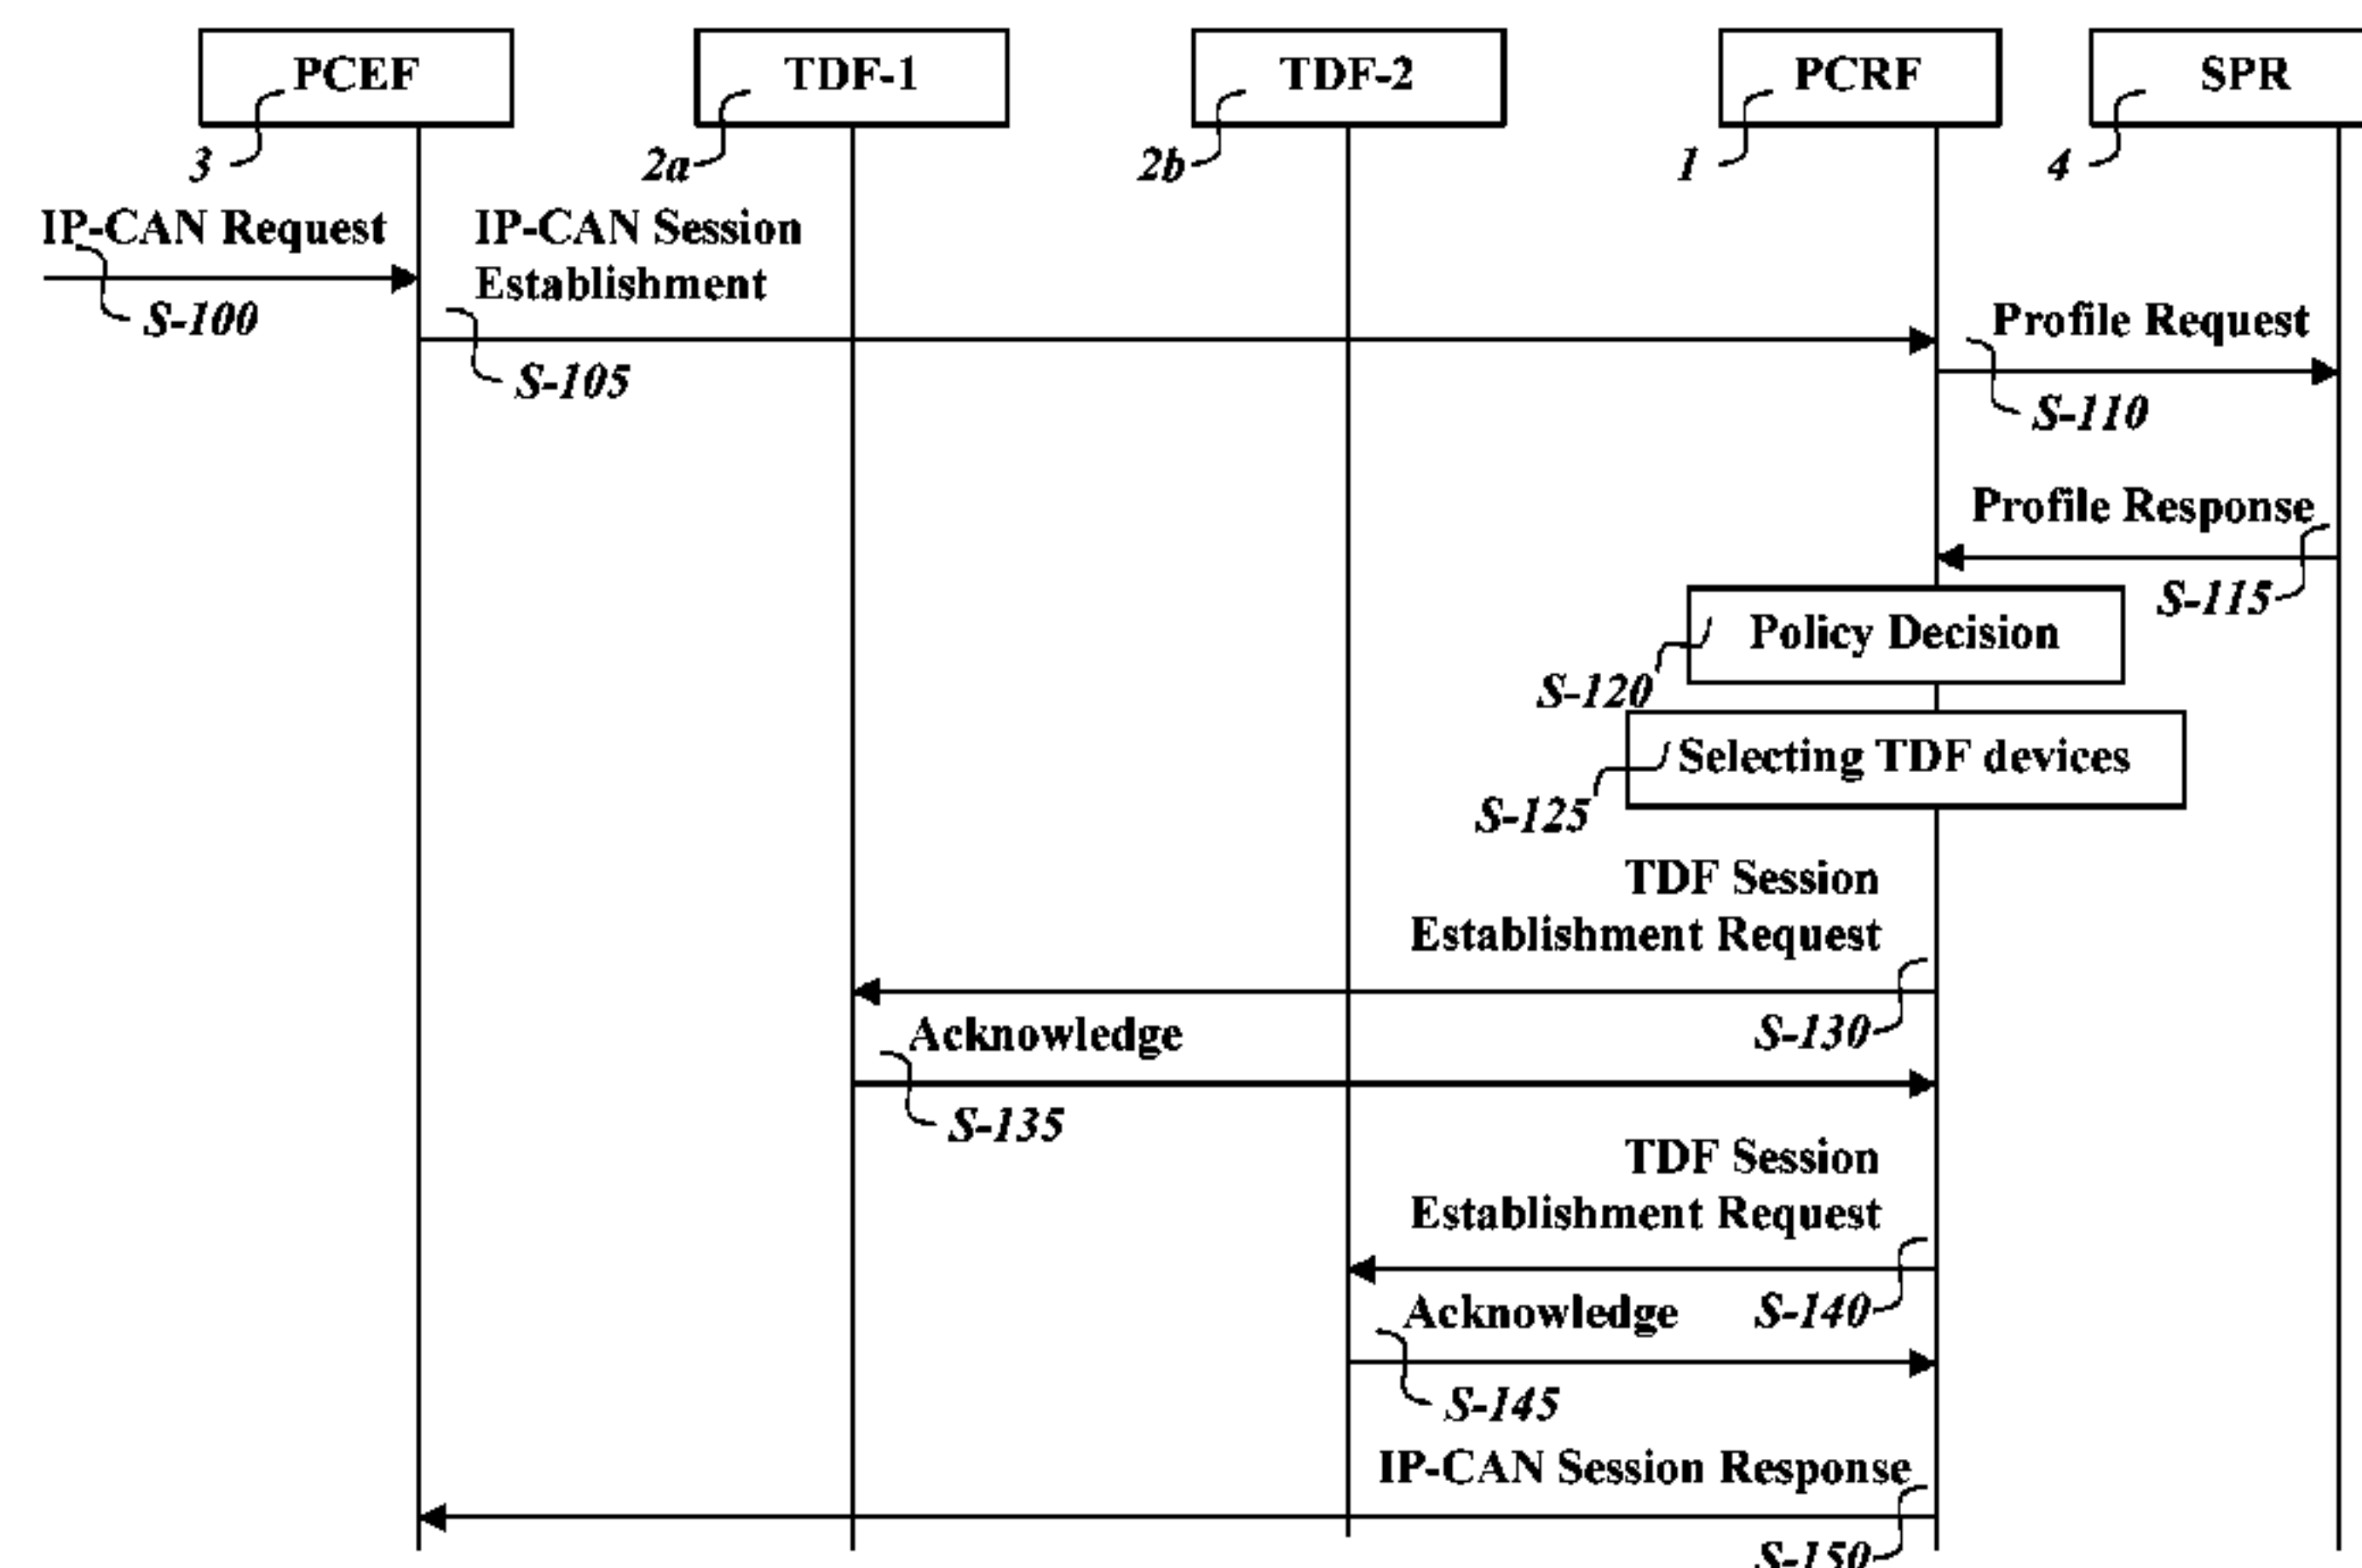 PCEF
TDF-1
TDF-2
PCRF
SPR
3
2a
2b
1
4
IP-CAN Request
S-100
IP-CAN Session
Establishment
S-105
Profile Request
S-110
Profile Response
S-115
Policy Decision
S-120
Selecting TDF devices
S-125
TDF Session
Establishment Request
S-130
Acknowledge
S-135
TDF Session
Establishment Request
S-140
Acknowledge
S-145
IP-CAN Session Response
S-150